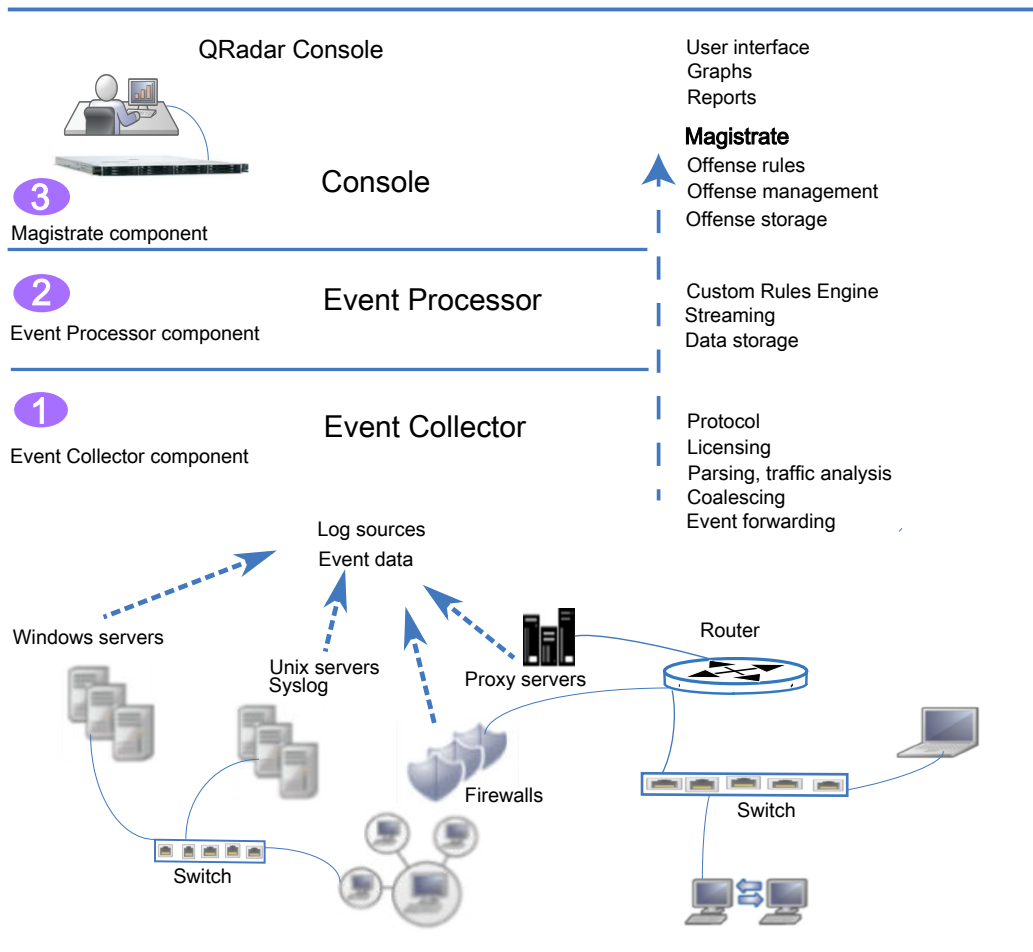 QRadar Console
User interface
Graphs
Reports
Magistrate
Offense rules
Offense management
Offense storage
Console
3
Magistrate component
2
Event Processor component
Event Processor
Custom Rules Engine
Streaming
Data storage
1
Event Collector component
Event Collector
Protocol
Licensing
Parsing, traffic analysis
Coalescing
Event forwarding
Log sources
Event data
Windows servers
Unix servers
Syslog
Proxy servers
Router
Firewalls
Switch
Switch